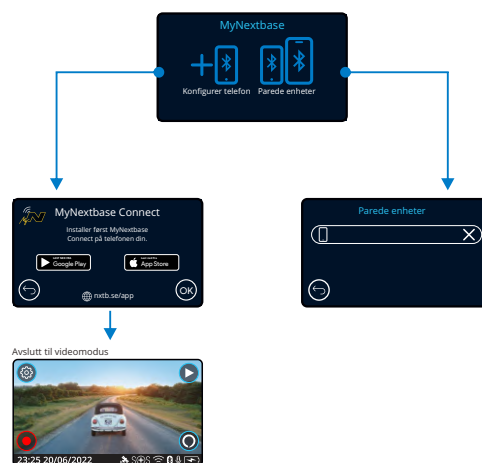 MyNextbase
Konfigurer telefon
Parede enheter
MyNextbase Connect
Installer først MyNextbase
Connect på telefonen din.
Google Play
App Store
OK
nxtb.se/app
Parede enheter
Avslutt til videomodus
23:25 20/06/2022
SOS